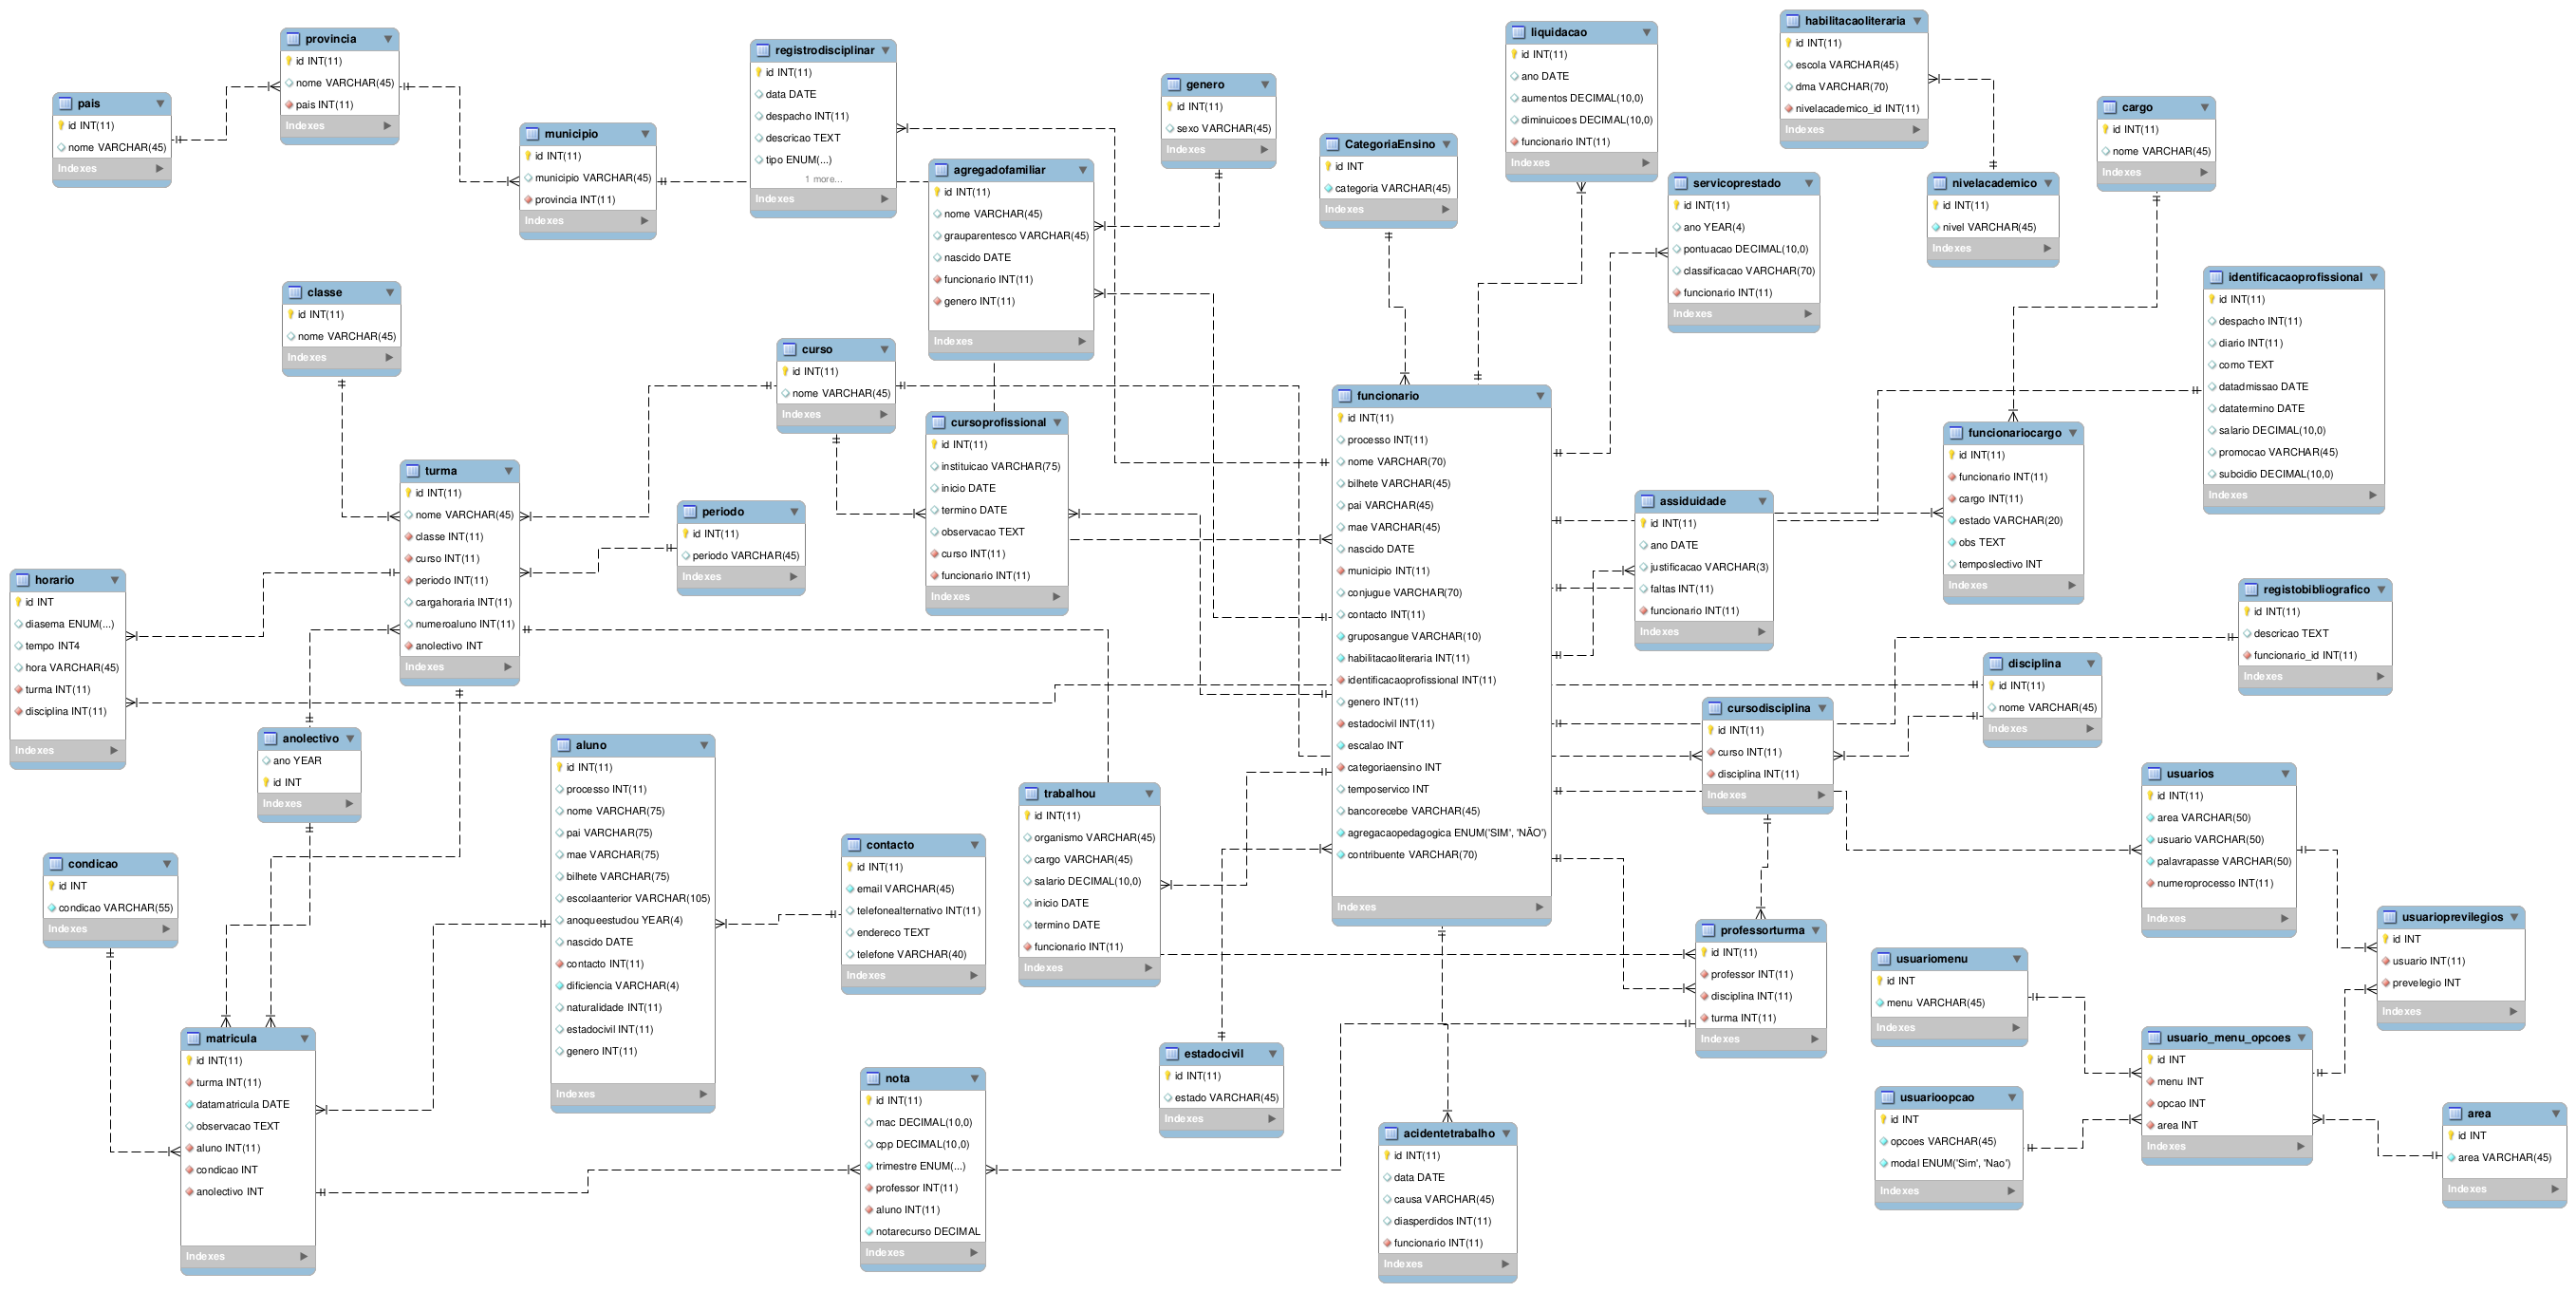 provincia
id INT(11)
nome VARCHAR(45)
pais INT(11)
Indexes
pais
id INT(11)
nome VARCHAR(45)
Indexes
municipio
id INT(11)
municipio VARCHAR(45)
provincia INT(11)
Indexes
registrodisciplinar
id INT(11)
data DATE
despacho INT(11)
descricao TEXT
tipo ENUM(...)
1 more...
Indexes
agregadofamiliar
id INT(11)
nome VARCHAR(45)
grauparentesco VARCHAR(45)
nascido DATE
funcionario INT(11)
genero INT(11)
Indexes
genero
id INT(11)
sexo VARCHAR(45)
Indexes
CategoriaEnsino
id INT
categoria VARCHAR(45)
Indexes
liquidacao
id INT(11)
ano DATE
aumentos DECIMAL(10,0)
diminuicoes DECIMAL(10,0)
funcionario INT(11)
Indexes
servicoprestado
id INT(11)
ano YEAR(4)
pontuacao DECIMAL(10,0)
classificacao VARCHAR(70)
funcionario INT(11)
Indexes
habilitacaoliteraria
id INT(11)
escola VARCHAR(45)
dma VARCHAR(70)
nivelacademico_id INT(11)
Indexes
nivelacademico
id INT(11)
nivel VARCHAR(45)
Indexes
cargo
id INT(11)
nome VARCHAR(45)
Indexes
identificacaoprofissional
id INT(11)
despacho INT(11)
diario INT(11)
como TEXT
datadmissao DATE
datatermino DATE
salario DECIMAL(10,0)
promocao VARCHAR(45)
subcidio DECIMAL(10,0)
Indexes
classe
id INT(11)
nome VARCHAR(45)
Indexes
curso
id INT(11)
nome VARCHAR(45)
Indexes
cursoprofissional
id INT(11)
instituicao VARCHAR(75)
inicio DATE
termino DATE
observacao TEXT
curso INT(11)
funcionario INT(11)
Indexes
turma
id INT(11)
nome VARCHAR(45)
classe INT(11)
curso INT(11)
periodo INT(11)
cargahoraria INT(11)
numeroaluno INT(11)
anolectivo INT
Indexes
periodo
id INT(11)
periodo VARCHAR(45)
Indexes
horario
id INT
diasema ENUM(...)
tempo INT4
hora VARCHAR(45)
turma INT(11)
disciplina INT(11)
Indexes
funcionario
id INT(11)
processo INT(11)
nome VARCHAR(70)
bilhete VARCHAR(45)
pai VARCHAR(45)
mae VARCHAR(45)
nascido DATE
municipio INT(11)
conjugue VARCHAR(70)
contacto INT(11)
gruposangue VARCHAR(10)
habilitacaoliteraria INT(11)
identificacaoprofissional INT(11)
genero INT(11)
estadocivil INT(11)
escalao INT
categoriaensino INT
temposervico INT
bancorecebe VARCHAR(45)
agregacaopedagogica ENUM('SIM', 'NÃO')
contribuente VARCHAR(70)
Indexes
assiduidade
id INT(11)
ano DATE
justificacao VARCHAR(3)
faltas INT(11)
funcionario INT(11)
Indexes
funcionariocargo
id INT(11)
funcionario INT(11)
cargo INT(11)
estado VARCHAR(20)
obs TEXT
temposlectivo INT
Indexes
registobibliografico
id INT(11)
descricao TEXT
funcionario_id INT(11)
Indexes
disciplina
id INT(11)
nome VARCHAR(45)
Indexes
cursodisciplina
id INT(11)
curso INT(11)
disciplina INT(11)
Indexes
anolectivo
ano YEAR
id INT
Indexes
aluno
id INT(11)
processo INT(11)
nome VARCHAR(75)
pai VARCHAR(75)
mae VARCHAR(75)
bilhete VARCHAR(75)
escolaanterior VARCHAR(105)
anoqueestudou YEAR(4)
nascido DATE
contacto INT(11)
dificiencia VARCHAR(4)
naturalidade INT(11)
estadocivil INT(11)
genero INT(11)
Indexes
contacto
id INT(11)
email VARCHAR(45)
telefonealternativo INT(11)
endereco TEXT
telefone VARCHAR(40)
Indexes
trabalhou
id INT(11)
organismo VARCHAR(45)
cargo VARCHAR(45)
salario DECIMAL(10,0)
inicio DATE
termino DATE
funcionario INT(11)
Indexes
usuarios
id INT(11)
area VARCHAR(50)
usuario VARCHAR(50)
palavrapasse VARCHAR(50)
numeroprocesso INT(11)
Indexes
condicao
id INT
condicao VARCHAR(55)
Indexes
professorturma
id INT(11)
professor INT(11)
disciplina INT(11)
turma INT(11)
Indexes
usuarioprevilegios
id INT
usuario INT(11)
prevelegio INT
Indexes
usuariomenu
id INT
menu VARCHAR(45)
Indexes
usuario_menu_opcoes
id INT
menu INT
opcao INT
area INT
Indexes
matricula
id INT(11)
turma INT(11)
datamatricula DATE
observacao TEXT
aluno INT(11)
condicao INT
anolectivo INT
Indexes
nota
id INT(11)
mac DECIMAL(10,0)
cpp DECIMAL(10,0)
trimestre ENUM(...)
professor INT(11)
aluno INT(11)
notarecurso DECIMAL
Indexes
estadocivil
id INT(11)
estado VARCHAR(45)
Indexes
acidentetrabalho
id INT(11)
data DATE
causa VARCHAR(45)
diasperdidos INT(11)
funcionario INT(11)
Indexes
usuarioopcao
id INT
opcoes VARCHAR(45)
modal ENUM('Sim', 'Nao')
Indexes
area
id INT
area VARCHAR(45)
Indexes